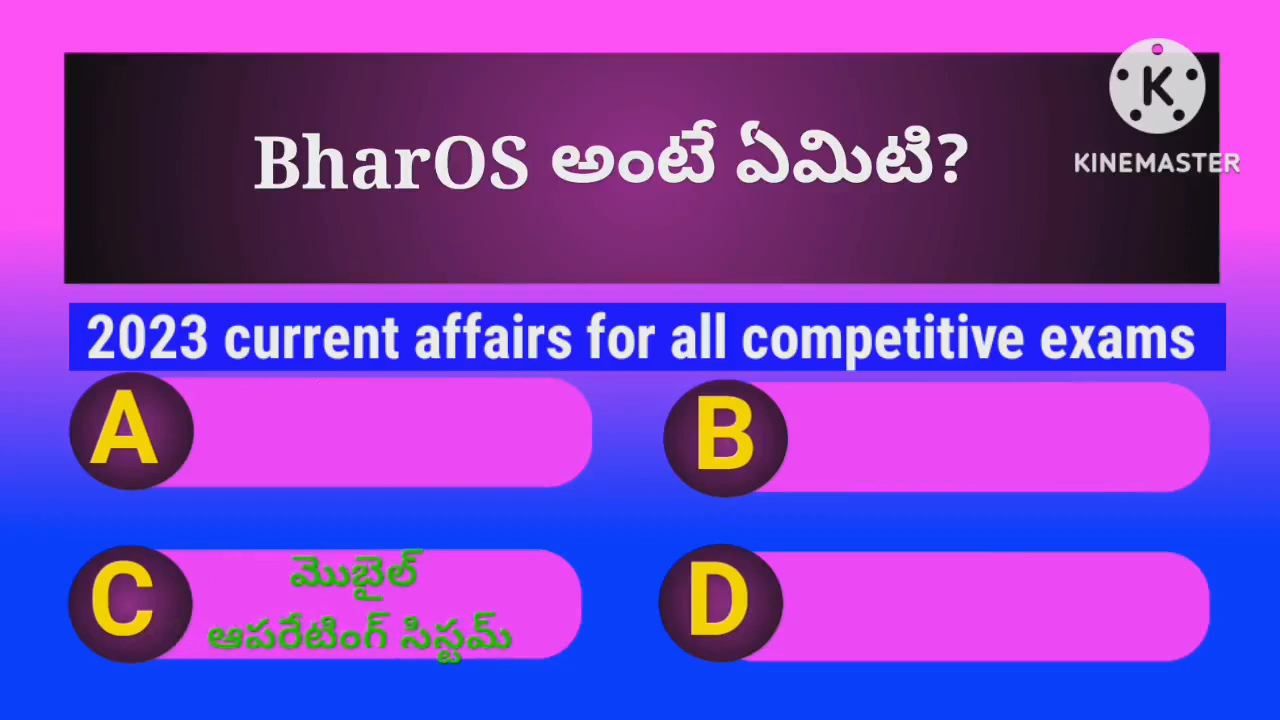 BharOS అంటే ఏమిటి?
K
KINEMASTER
2023 current affairs for all competitive exams
A
B
C
మొబైల్
ఆపరేటింగ్ సిస్టమ్
D